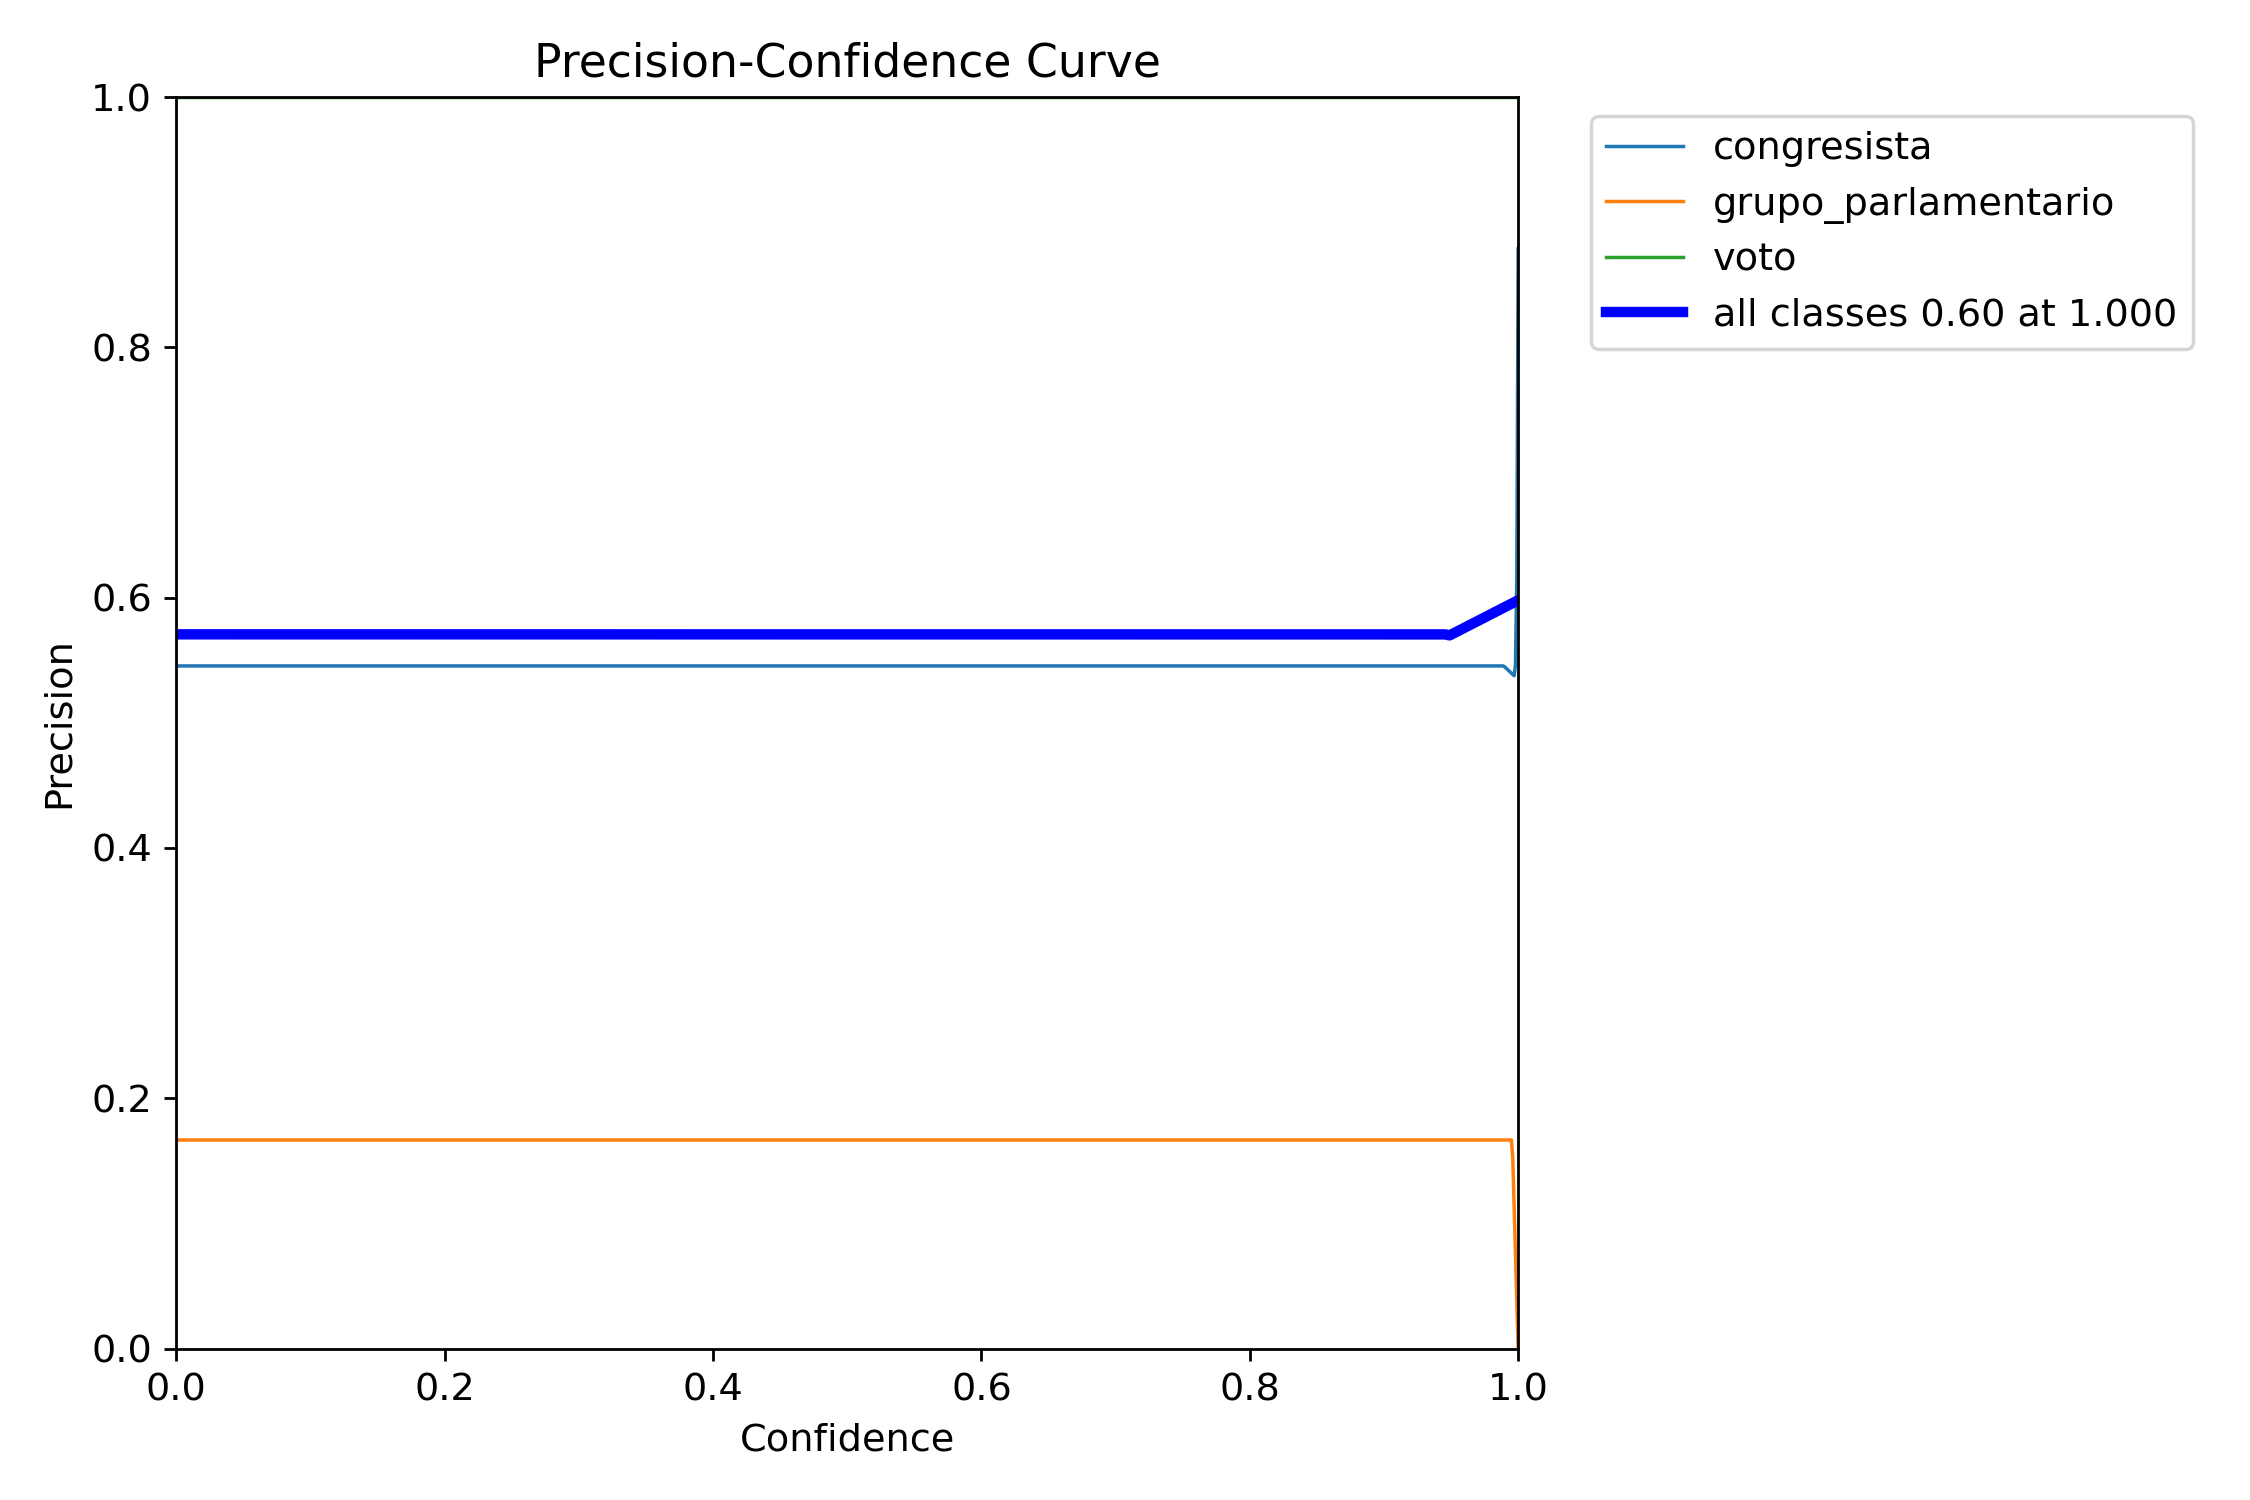 Precision-Confidence Curve
1.0
0.8
0.6
0.4
0.2
0.0
Precision
0.0 0.2 0.4 0.6 0.8 1.0
Confidence
congresista
grupo_parlamentario
voto
all classes 0.60 at 1.000